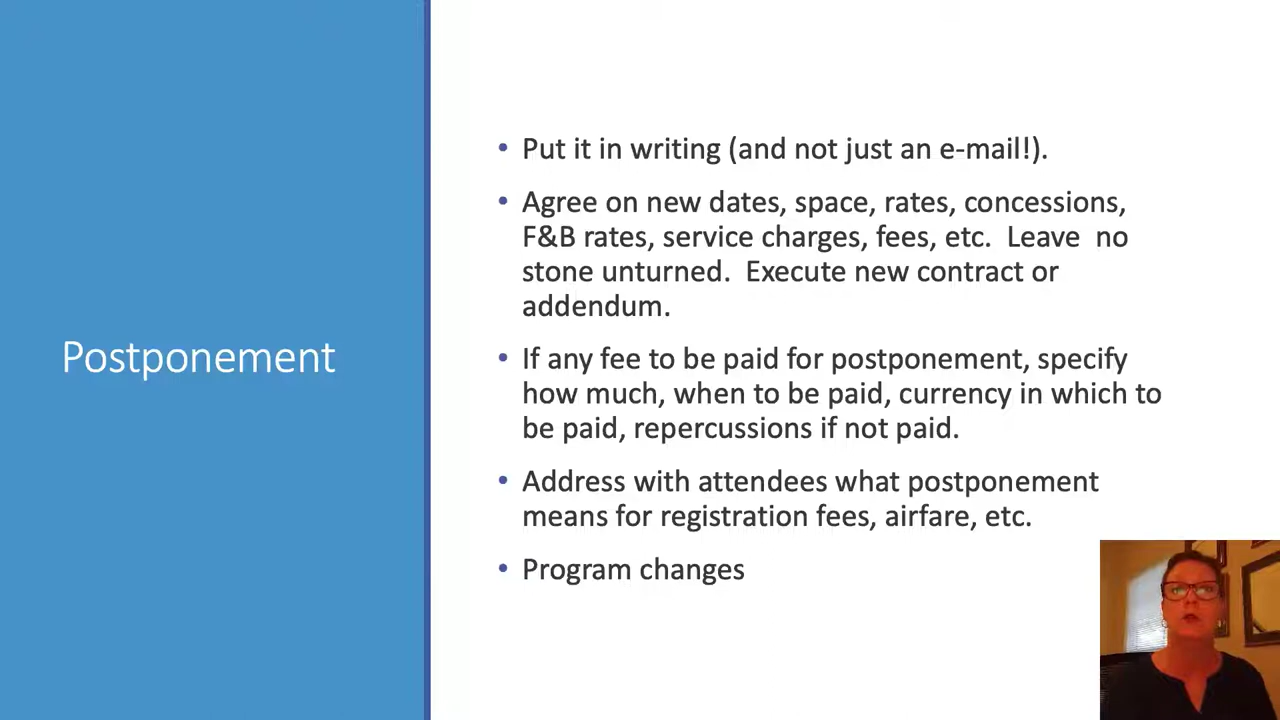 Postponement
• Put it in writing (and not just an e-mail!).
• Agree on new dates, space, rates, concessions,
F&B rates, service charges, fees, etc.  Leave  no
stone unturned.  Execute new contract or
addendum.
• If any fee to be paid for postponement, specify
how much, when to be paid, currency in which to
be paid, repercussions if not paid.
• Address with attendees what postponement
means for registration fees, airfare, etc.
• Program changes